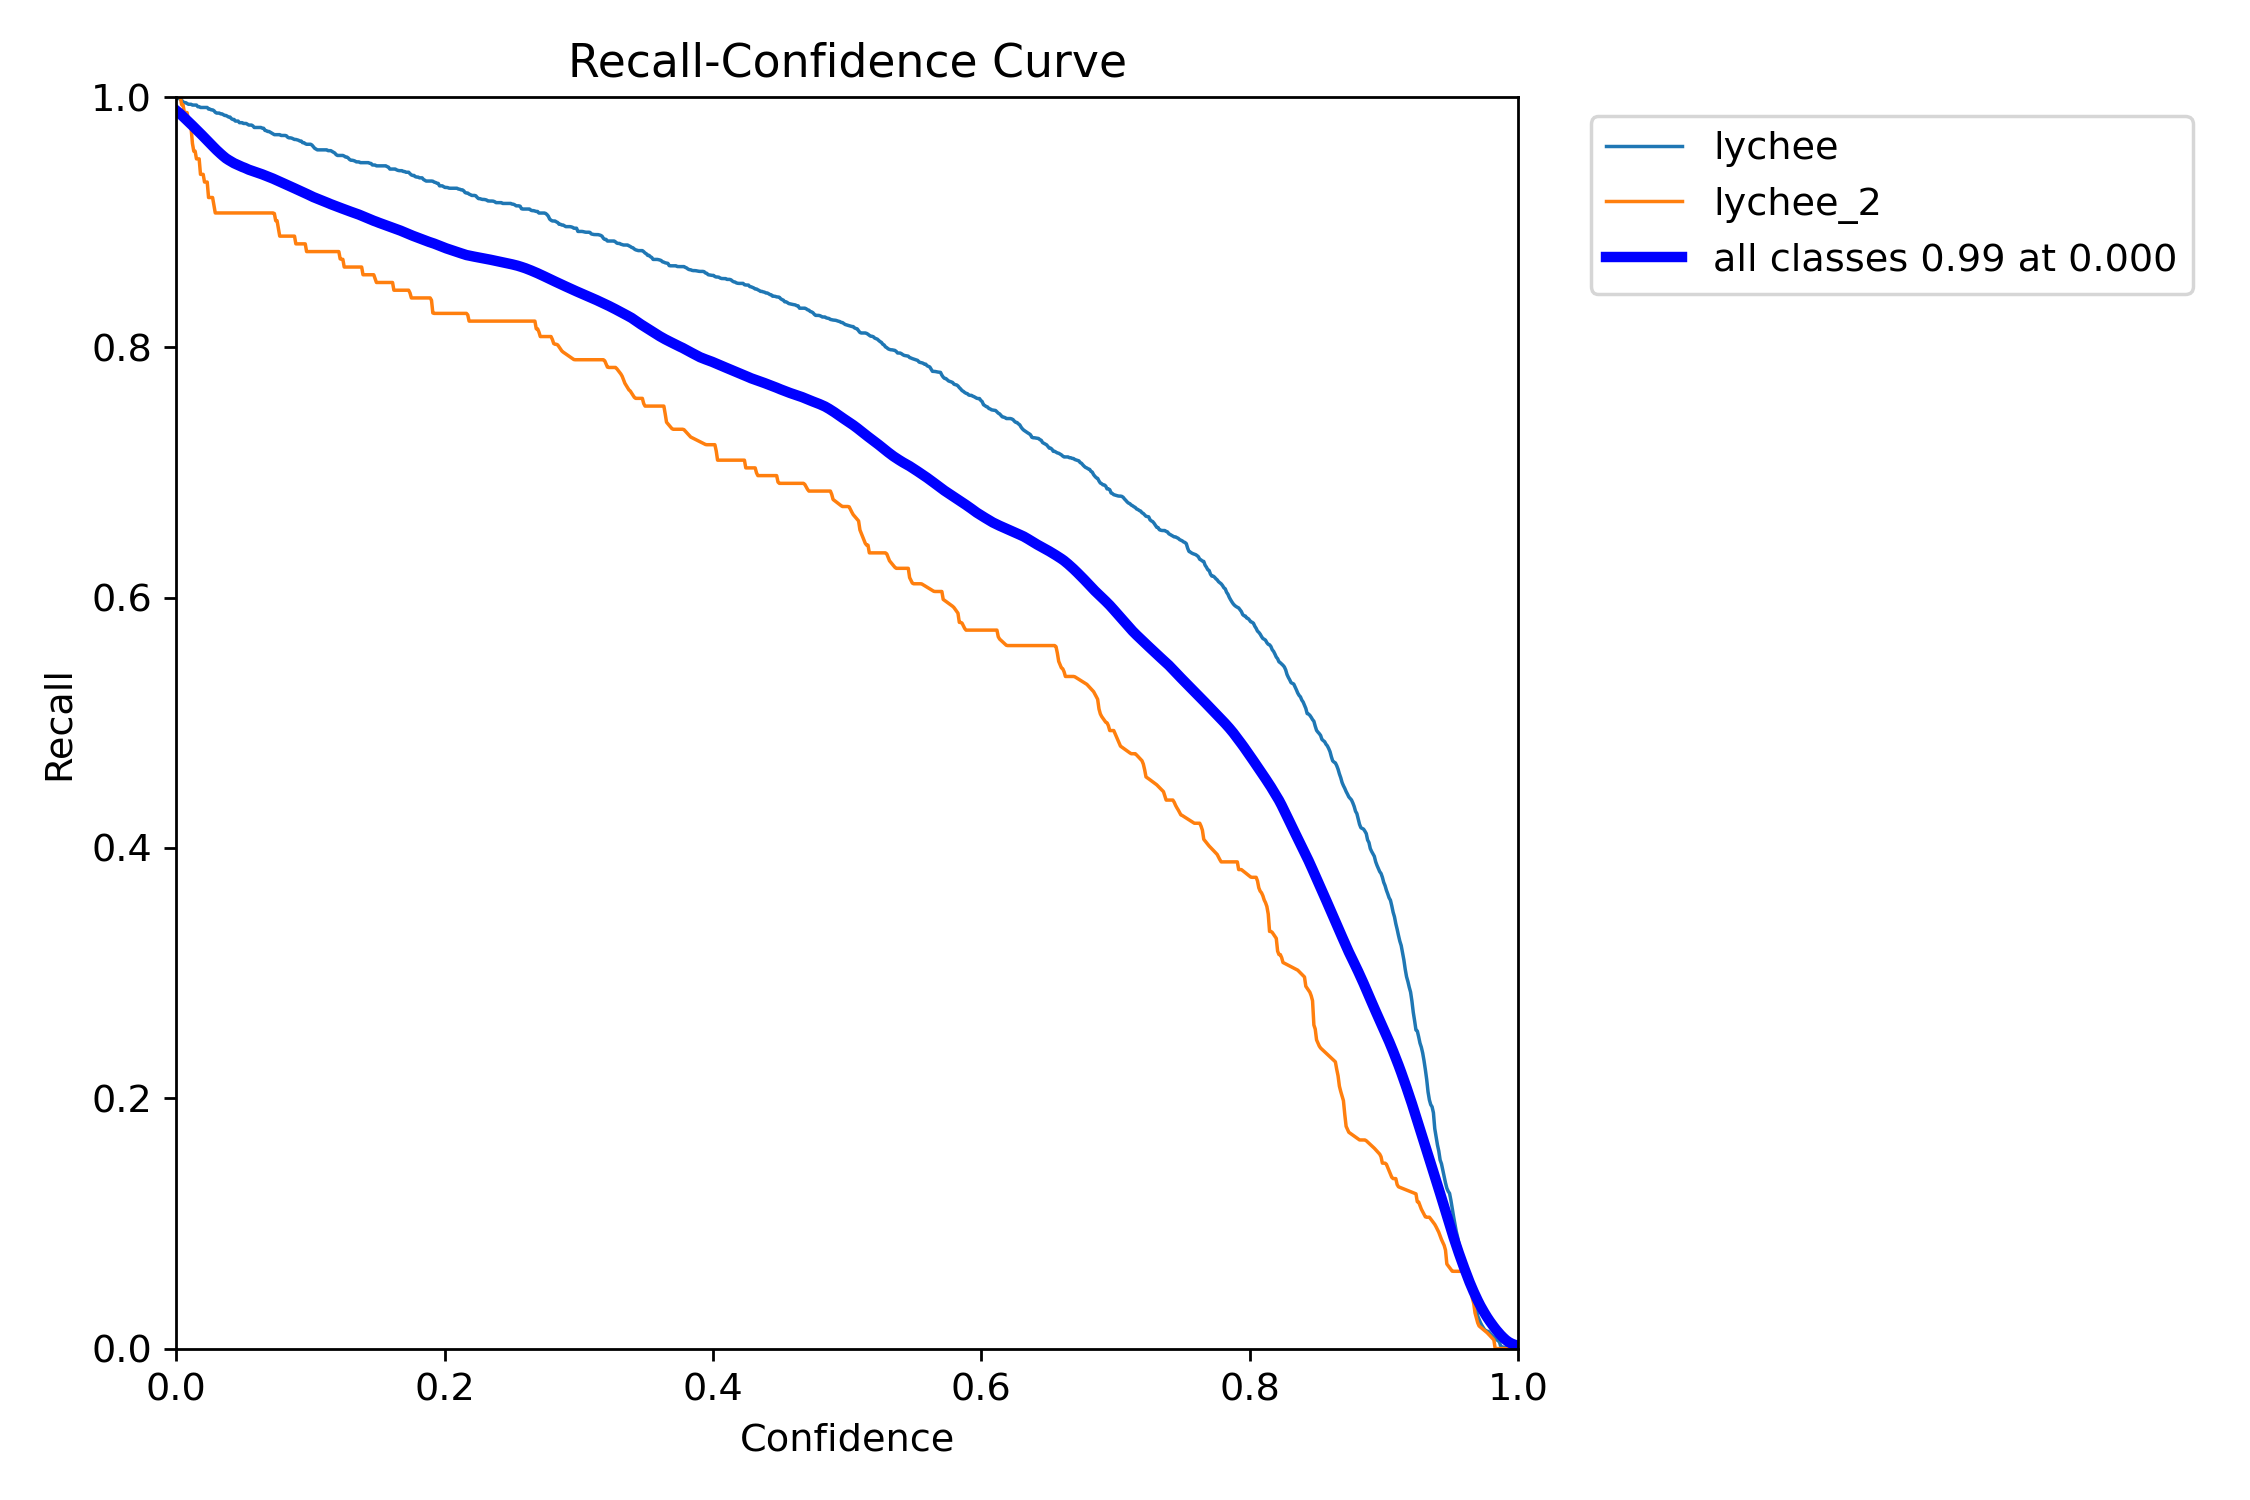 Recall-Confidence Curve
1.0
0.8
0.6
0.4
0.2
0.0
Recall
0.0 0.2 0.4 0.6 0.8 1.0
Confidence
lychee
lychee_2
all classes 0.99 at 0.000